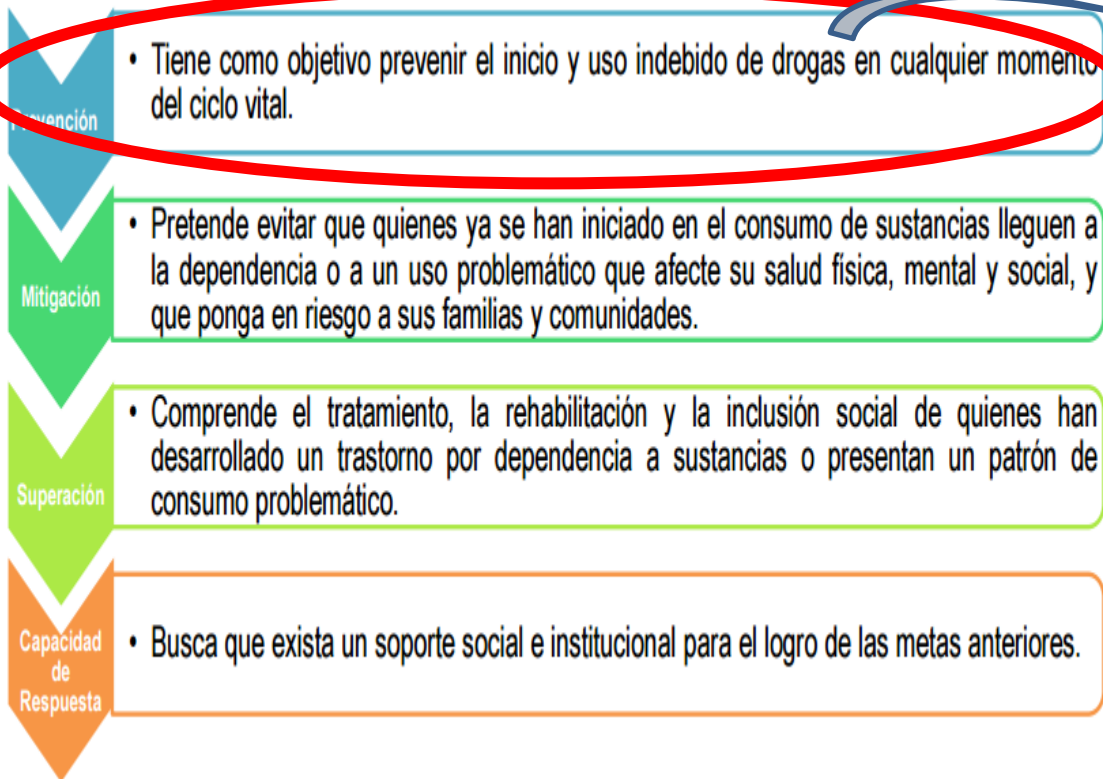 Prevención
• Tiene como objetivo prevenir el inicio y uso indebido de drogas en cualquier momento
del ciclo vital.
Mitigación
• Pretende evitar que quienes ya se han iniciado en el consumo de sustancias lleguen a
la dependencia o a un uso problemático que afecte su salud física, mental y social, y
que ponga en riesgo a sus familias y comunidades.
Superación
• Comprende el tratamiento, la rehabilitación y la inclusión social de quienes han
desarrollado un trastorno por dependencia a sustancias o presentan un patrón de
consumo problemático.
Capacidad
de
Respuesta
• Busca que exista un soporte social e institucional para el logro de las metas anteriores.